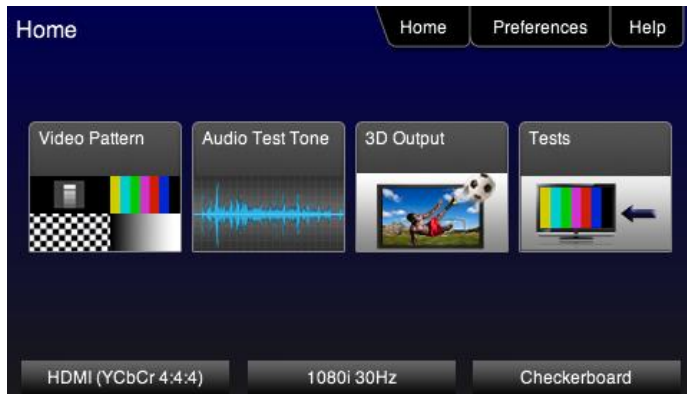 Home
Home
Preferences
Help
Video Pattern
Audio Test Tone
3D Output
Tests
HDMI (YCbCr 4:4:4)
1080i 30Hz
Checkerboard